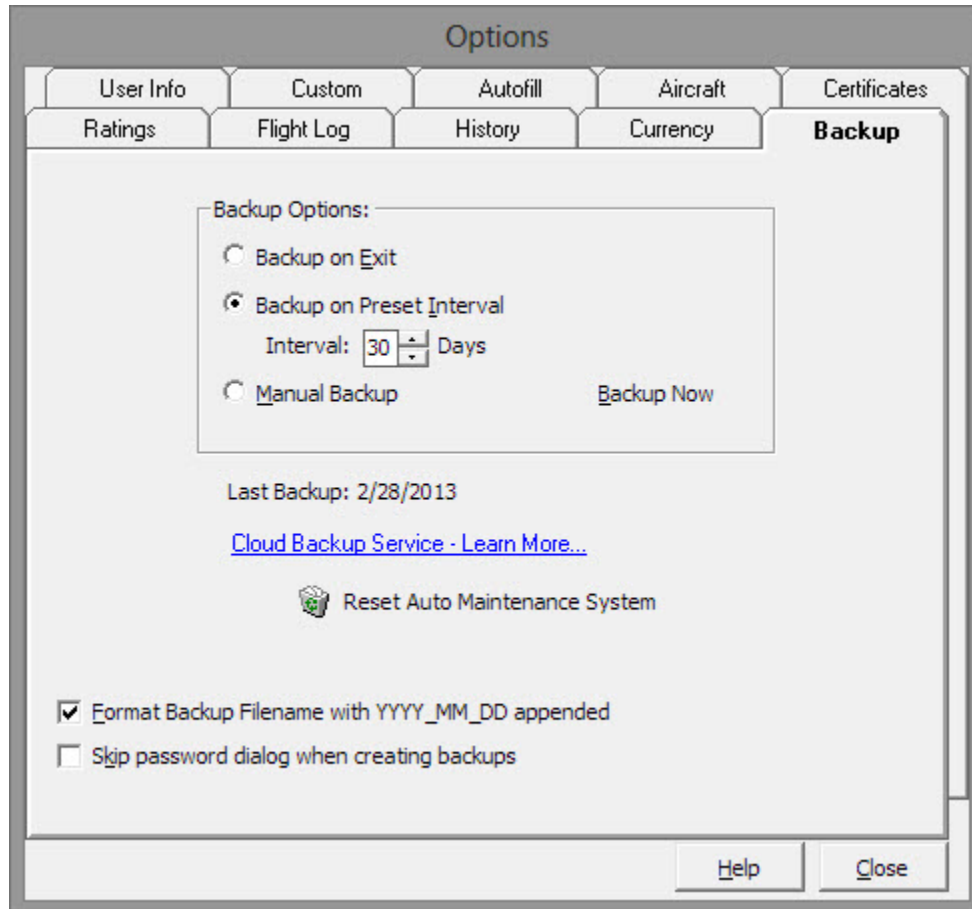 Options
User Info Custom Autofill Aircraft Certificates
Ratings Flight Log History Currency Backup
Backup Options:
Backup on Exit
Backup on Preset Interval
Interval: 30 Days
Manual Backup Backup Now
Last Backup: 2/28/2013
Cloud Backup Service - Learn More...
Reset Auto Maintenance System
Format Backup Filename with YYYY_MM_DD appended
Skip password dialog when creating backups
Help Close